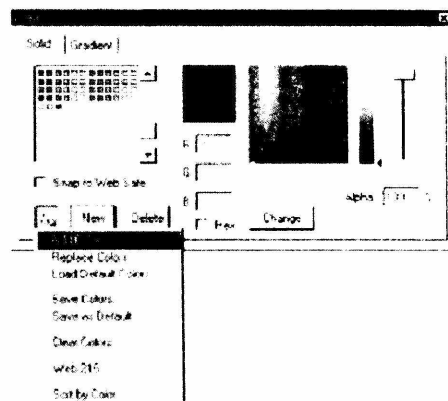 Solid Gradient
R
G
B
Snap to Web Safe
Alpha %
New Delete
Hex Change
Replace Colors
Load Default Colors
Save Colors
Save as Default
Clear Colors
Web 216
Sort by Color